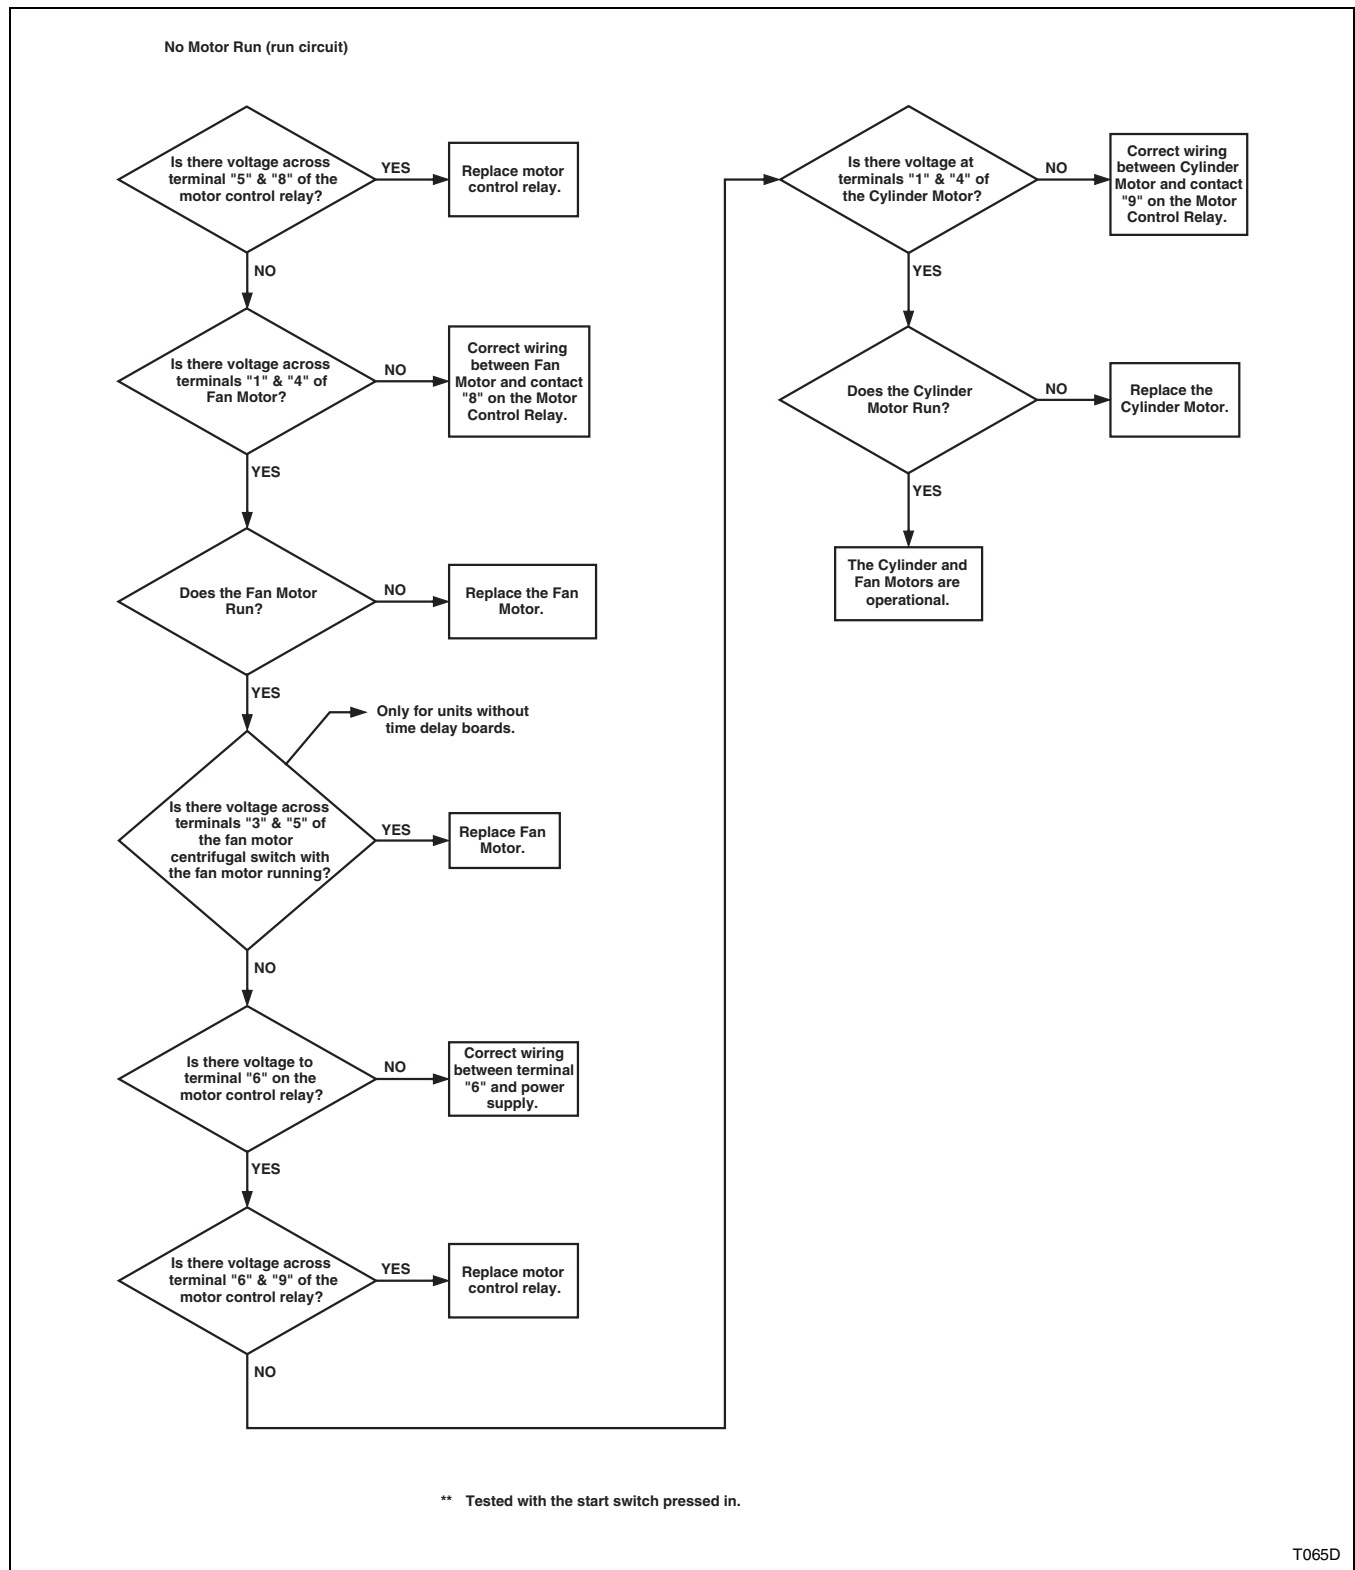 No Motor Run (run circuit)
Is there voltage across
terminal "5" & "8" of the
motor control relay?
YES
Replace motor
control relay.
NO
Is there voltage across
terminals "1" & "4" of
Fan Motor?
NO
Correct wiring
between Fan
Motor and contact
"8" on the Motor
Control Relay.
YES
Does the Fan Motor
Run?
NO
Replace the Fan
Motor.
YES
Only for units without
time delay boards.
Is there voltage across
terminals "3" & "5" of
the fan motor
centrifugal switch with
the fan motor running?
YES
Replace Fan
Motor.
NO
Is there voltage to
terminal "6" on the
motor control relay?
NO
Correct wiring
between terminal
"6" and power
supply.
YES
Is there voltage across
terminal "6" & "9" of the
motor control relay?
YES
Replace motor
control relay.
NO
Is there voltage at
terminals "1" & "4" of
the Cylinder Motor?
NO
Correct wiring
between Cylinder
Motor and contact
"9" on the Motor
Control Relay.
YES
Does the Cylinder
Motor Run?
NO
Replace the
Cylinder Motor.
YES
The Cylinder and
Fan Motors are
operational.
** Tested with the start switch pressed in.
T065D